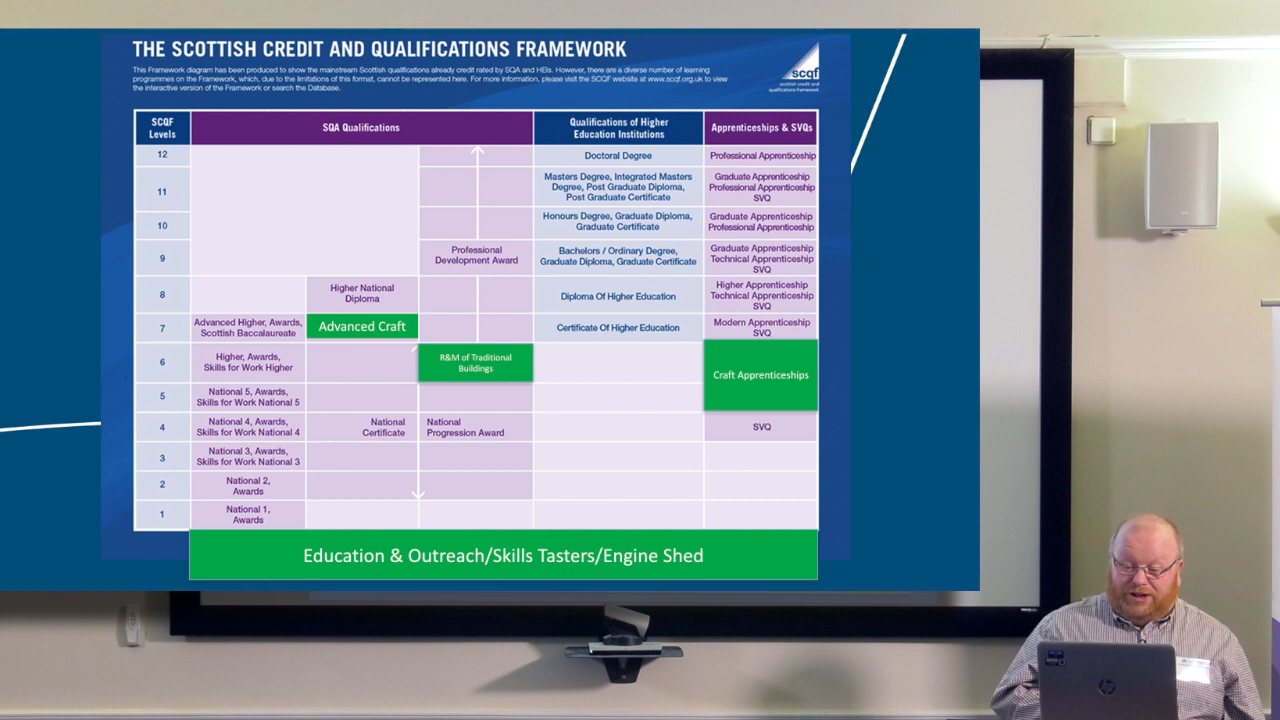 THE SCOTTISH CREDIT AND QUALIFICATIONS FRAMEWORK
This Framework diagram has been produced to show the mainstream Scottish qualifications already credit rated by SQA and HEIs. However, there are a diverse number of learning
programmes on the Framework, which, due to the limitations of this format, cannot be represented here. For more information, please visit the SCQF website at www.scqf.org.uk to view
the interactive version of the Framework or search the Database.
scqf
scottish credit and
qualifications framework
SCQF
Levels
SQA Qualifications
Qualifications of Higher
Education Institutions
Apprenticeships & SVQs
12
Doctoral Degree
Professional Apprenticeship
11
Masters Degree, Integrated Masters
Degree, Post Graduate Diploma,
Post Graduate Certificate
Graduate Apprenticeship
Professional Apprenticeship
SVQ
10
Honours Degree, Graduate Diploma,
Graduate Certificate
Graduate Apprenticeship
Professional Apprenticeship
9
Professional
Development Award
Bachelors / Ordinary Degree,
Graduate Diploma, Graduate Certificate
Graduate Apprenticeship
Technical Apprenticeship
SVQ
8
Higher National
Diploma
Diploma Of Higher Education
Higher Apprenticeship
Technical Apprenticeship
SVQ
7
Advanced Higher, Awards,
Scottish Baccalaureate
Advanced Craft
Certificate Of Higher Education
Modern Apprenticeship
SVQ
6
Higher, Awards,
Skills for Work Higher
R&M of Traditional
Buildings
Craft Apprenticeships
5
National 5, Awards,
Skills for Work National 5
4
National 4, Awards,
Skills for Work National 4
National
Certificate
National
Progression Award
SVQ
3
National 3, Awards,
Skills for Work National 3
2
National 2,
Awards
1
National 1,
Awards
Education & Outreach/Skills Tasters/Engine Shed
hp